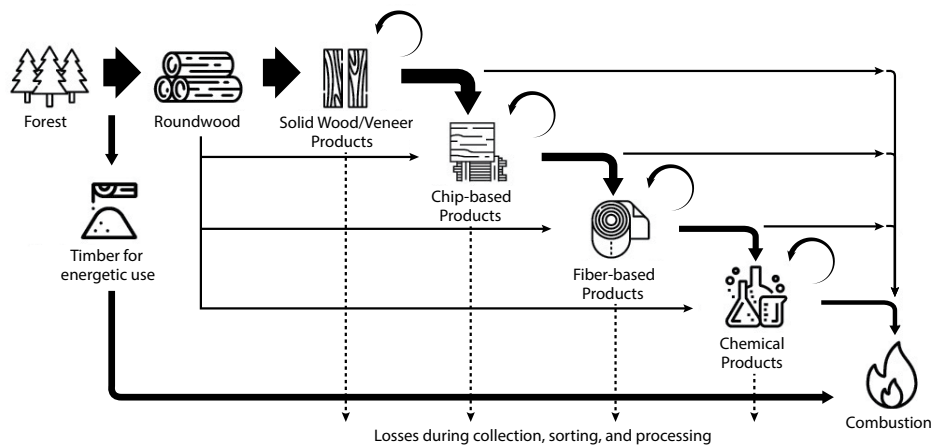 Forest
Roundwood
Solid Wood/Veneer
Products
Chip-based
Products
Timber for
energetic use
Fiber-based
Products
Chemical
Products
Combustion
Losses during collection, sorting, and processing